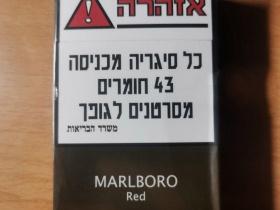 אזהרה
כל סיגריה מכניסה
43 חומרים
מסרטנים לגופך
משרד הבריאות
MARLBORO
Red